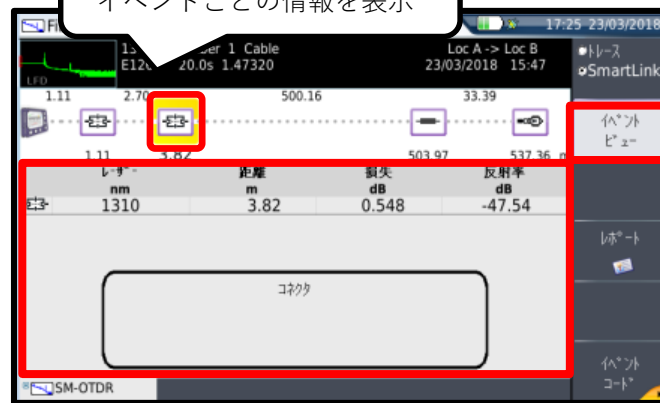 イベントごとの情報を表示
17:25 23/03/2018
1.47320
20.0s
Cable
Loc A -> Loc B
23/03/2018 15:47
LFD
トレース
SmartLink
1.11 2.70 500.16 33.39
1.11 3.82 503.97 537.36 m
イベント
ビュー
レーザー 距離 損失 反射率
nm m dB dB
1310 3.82 0.548 -47.54
レポート
コネクタ
イベント
コード
SM-OTDR